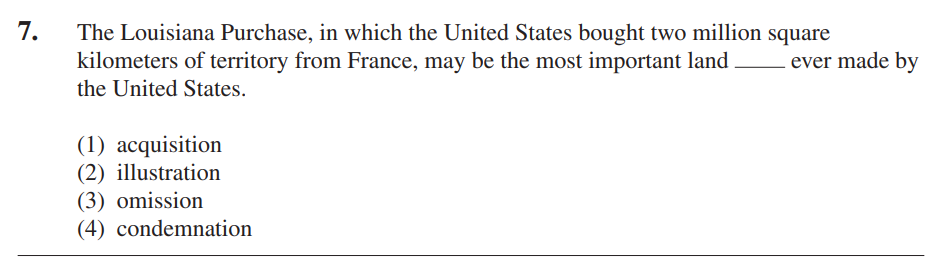 7. The Louisiana Purchase, in which the United States bought two million square
kilometers of territory from France, may be the most important land _____ ever made by
the United States.
(1) acquisition
(2) illustration
(3) omission
(4) condemnation